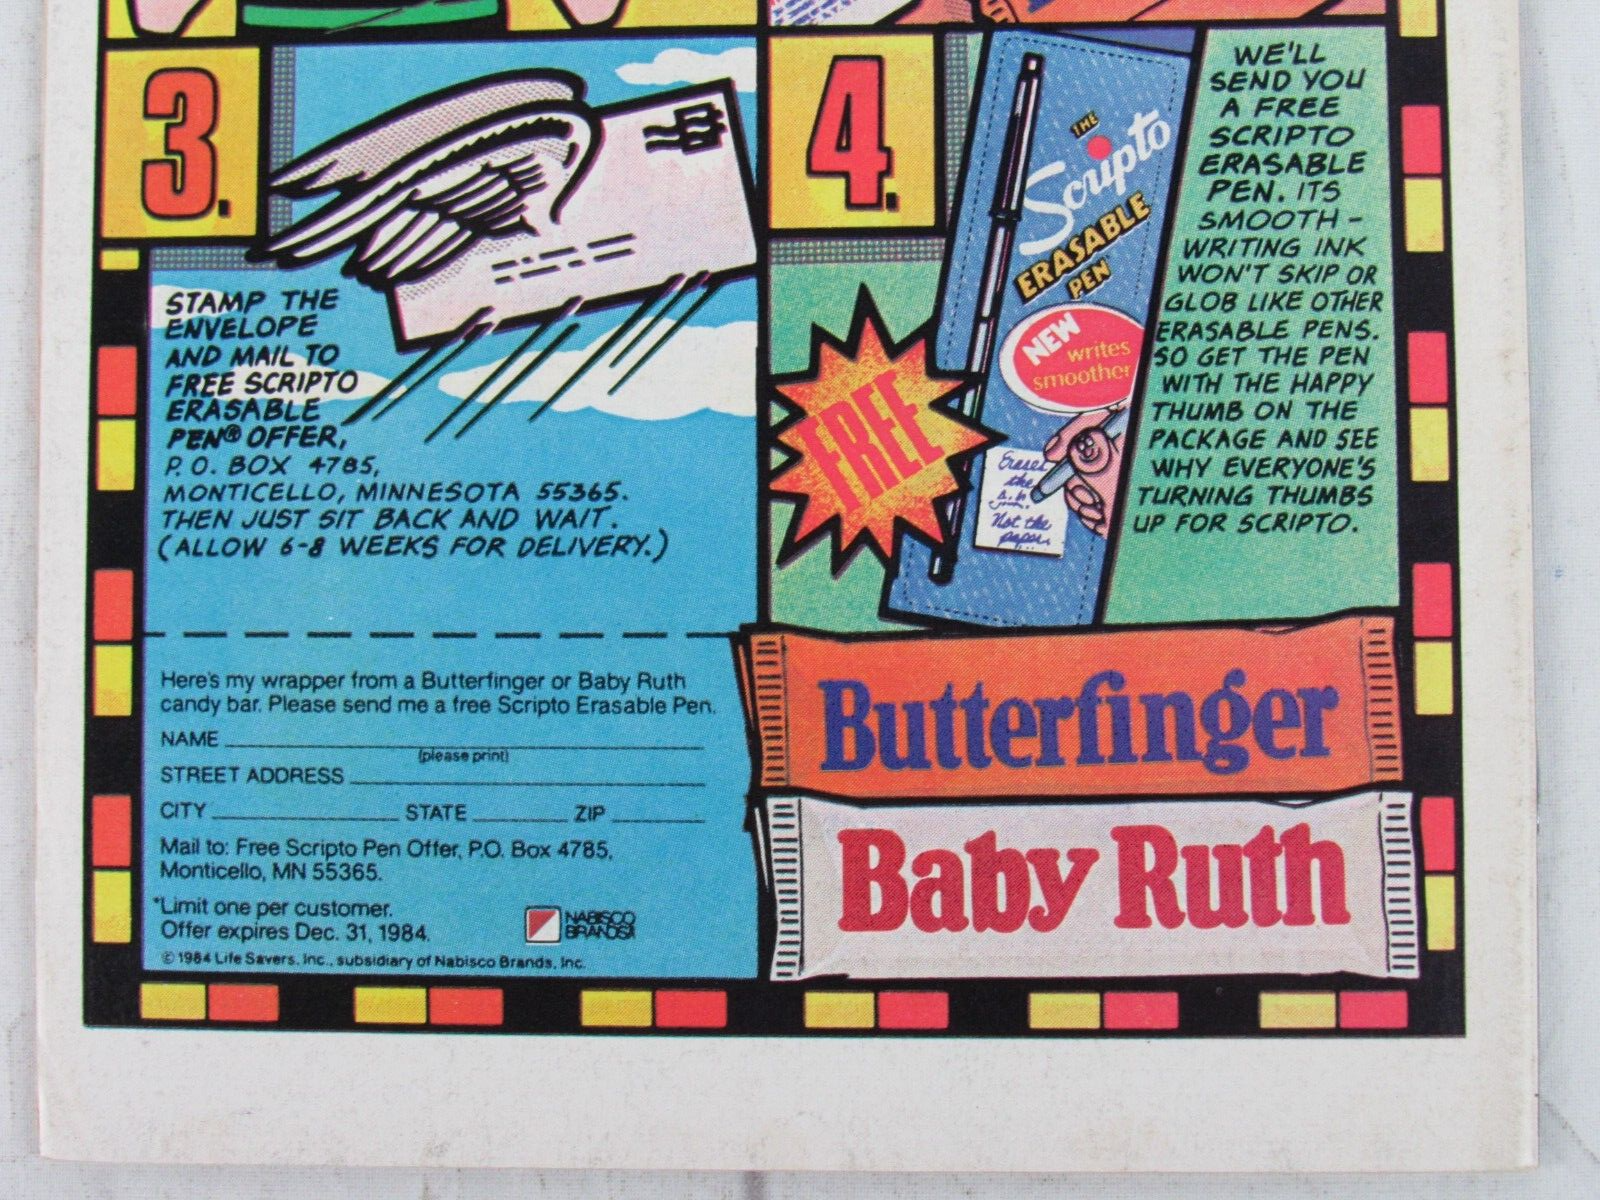 3.
STAMP THE
ENVELOPE
AND MAIL TO
FREE SCRIPTO
ERASABLE
PEN® OFFER,
P.O. BOX 4785,
MONTICELLO, MINNESOTA 55365.
THEN JUST SIT BACK AND WAIT.
(ALLOW 6-8 WEEKS FOR DELIVERY.)
4.
THE
Scripto
ERASABLE
PEN
NEW
writes
smoother
FREE
Erases
the
Not the
paper.
WE'LL
SEND YOU
A FREE
SCRIPTO
ERASABLE
PEN. ITS
SMOOTH-
WRITING INK
WON'T SKIP OR
GLOB LIKE OTHER
ERASABLE PENS.
SO GET THE PEN
WITH THE HAPPY
THUMB ON THE
PACKAGE AND SEE
WHY EVERYONE'S
TURNING THUMBS
UP FOR SCRIPTO.
Here's my wrapper from a Butterfinger or Baby Ruth
candy bar. Please send me a free Scripto Erasable Pen.
NAME
(please print)
STREET ADDRESS
CITY STATE ZIP
Mail to: Free Scripto Pen Offer, P.O. Box 4785,
Monticello, MN 55365.
*Limit one per customer.
Offer expires Dec. 31, 1984.
NABISCO
BRANDS
© 1984 Life Savers, Inc., subsidiary of Nabisco Brands, Inc.
Butterfinger
Baby Ruth